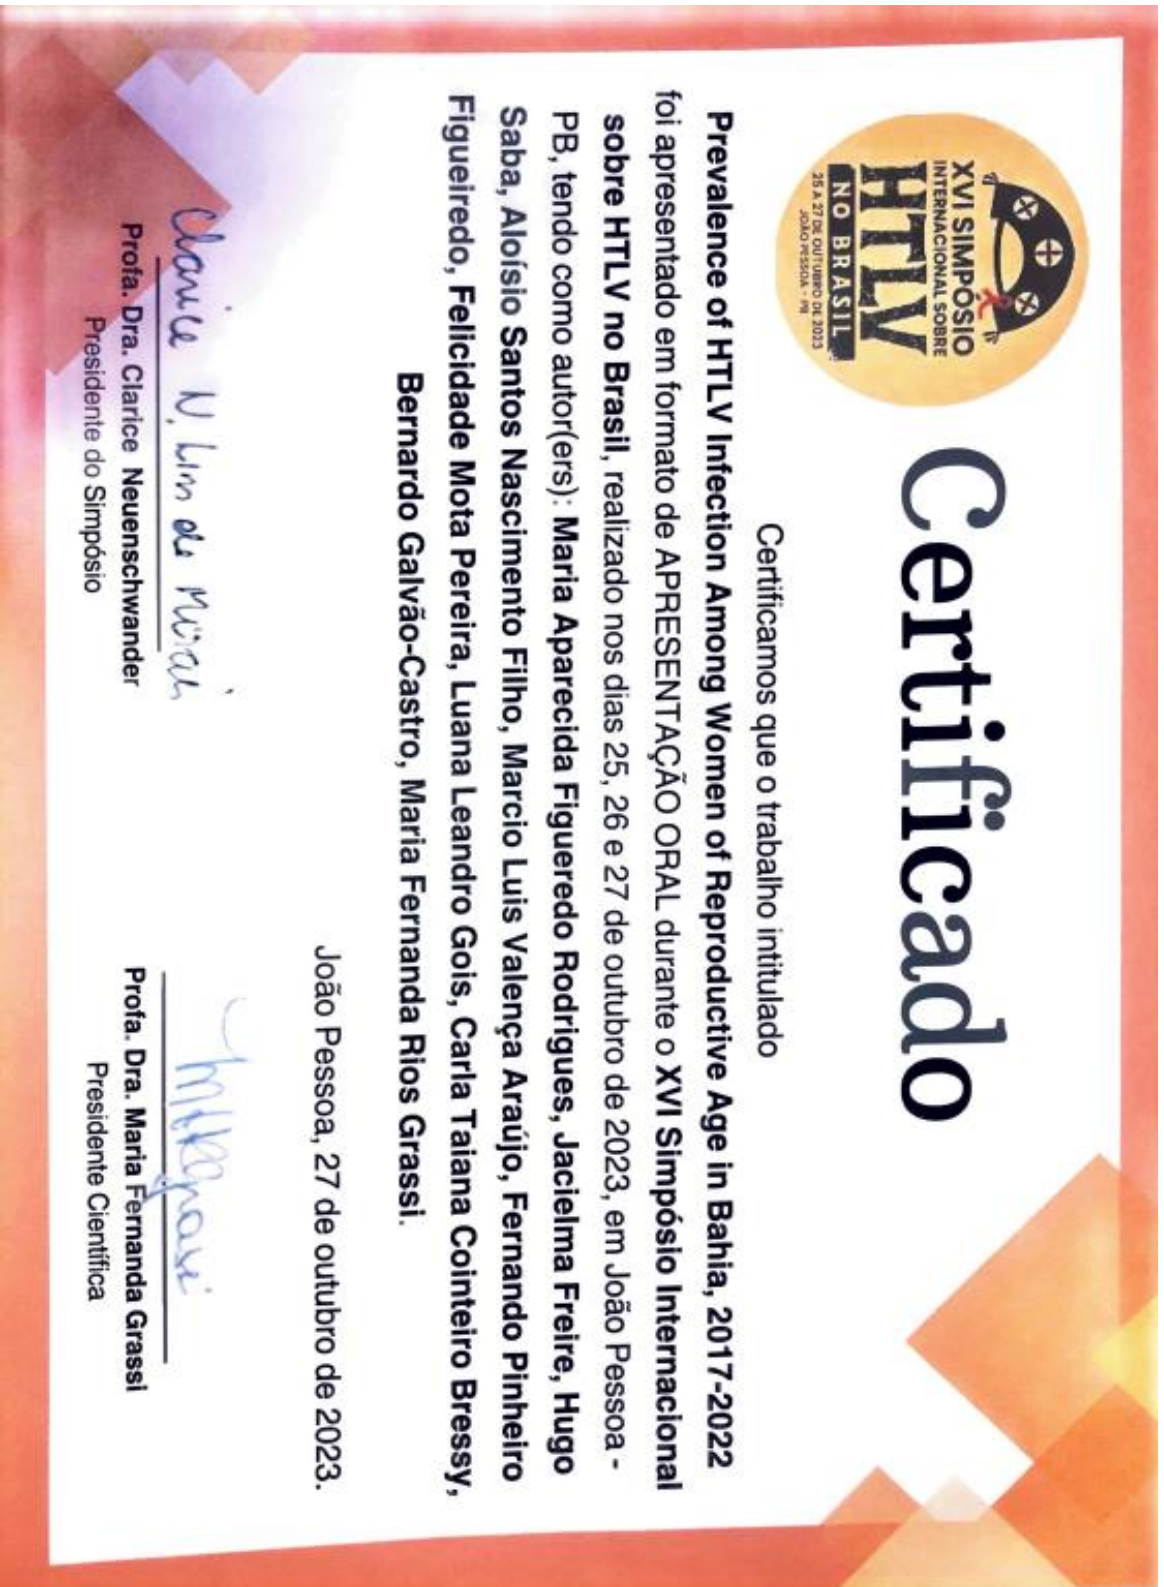 XVI SIMPÓSIO
INTERNACIONAL SOBRE
HTLV
NO BRASIL
25 A 27 DE OUTUBRO DE 2023
JOÃO PESSOA - PB
Certificado
Certificamos que o trabalho intitulado
Prevalence of HTLV Infection Among Women of Reproductive Age in Bahia, 2017-2022
foi apresentado em formato de APRESENTAÇÃO ORAL durante o XVI Simpósio Internacional
sobre HTLV no Brasil, realizado nos dias 25, 26 e 27 de outubro de 2023, em João Pessoa -
PB, tendo como autor(ers): Maria Aparecida Figueredo Rodrigues, Jacielma Freire, Hugo
Saba, Aloísio Santos Nascimento Filho, Marcio Luis Valença Araújo, Fernando Pinheiro
Figueiredo, Felicidade Mota Pereira, Luana Leandro Gois, Carla Taiana Cointeiro Bressy,
Bernardo Galvão-Castro, Maria Fernanda Rios Grassi.
João Pessoa, 27 de outubro de 2023.
Clarice N. Lins de Morais
Profa. Dra. Clarice Neuenschwander
Presidente do Simpósio
Profa. Dra. Maria Fernanda Grassi
Presidente Científica